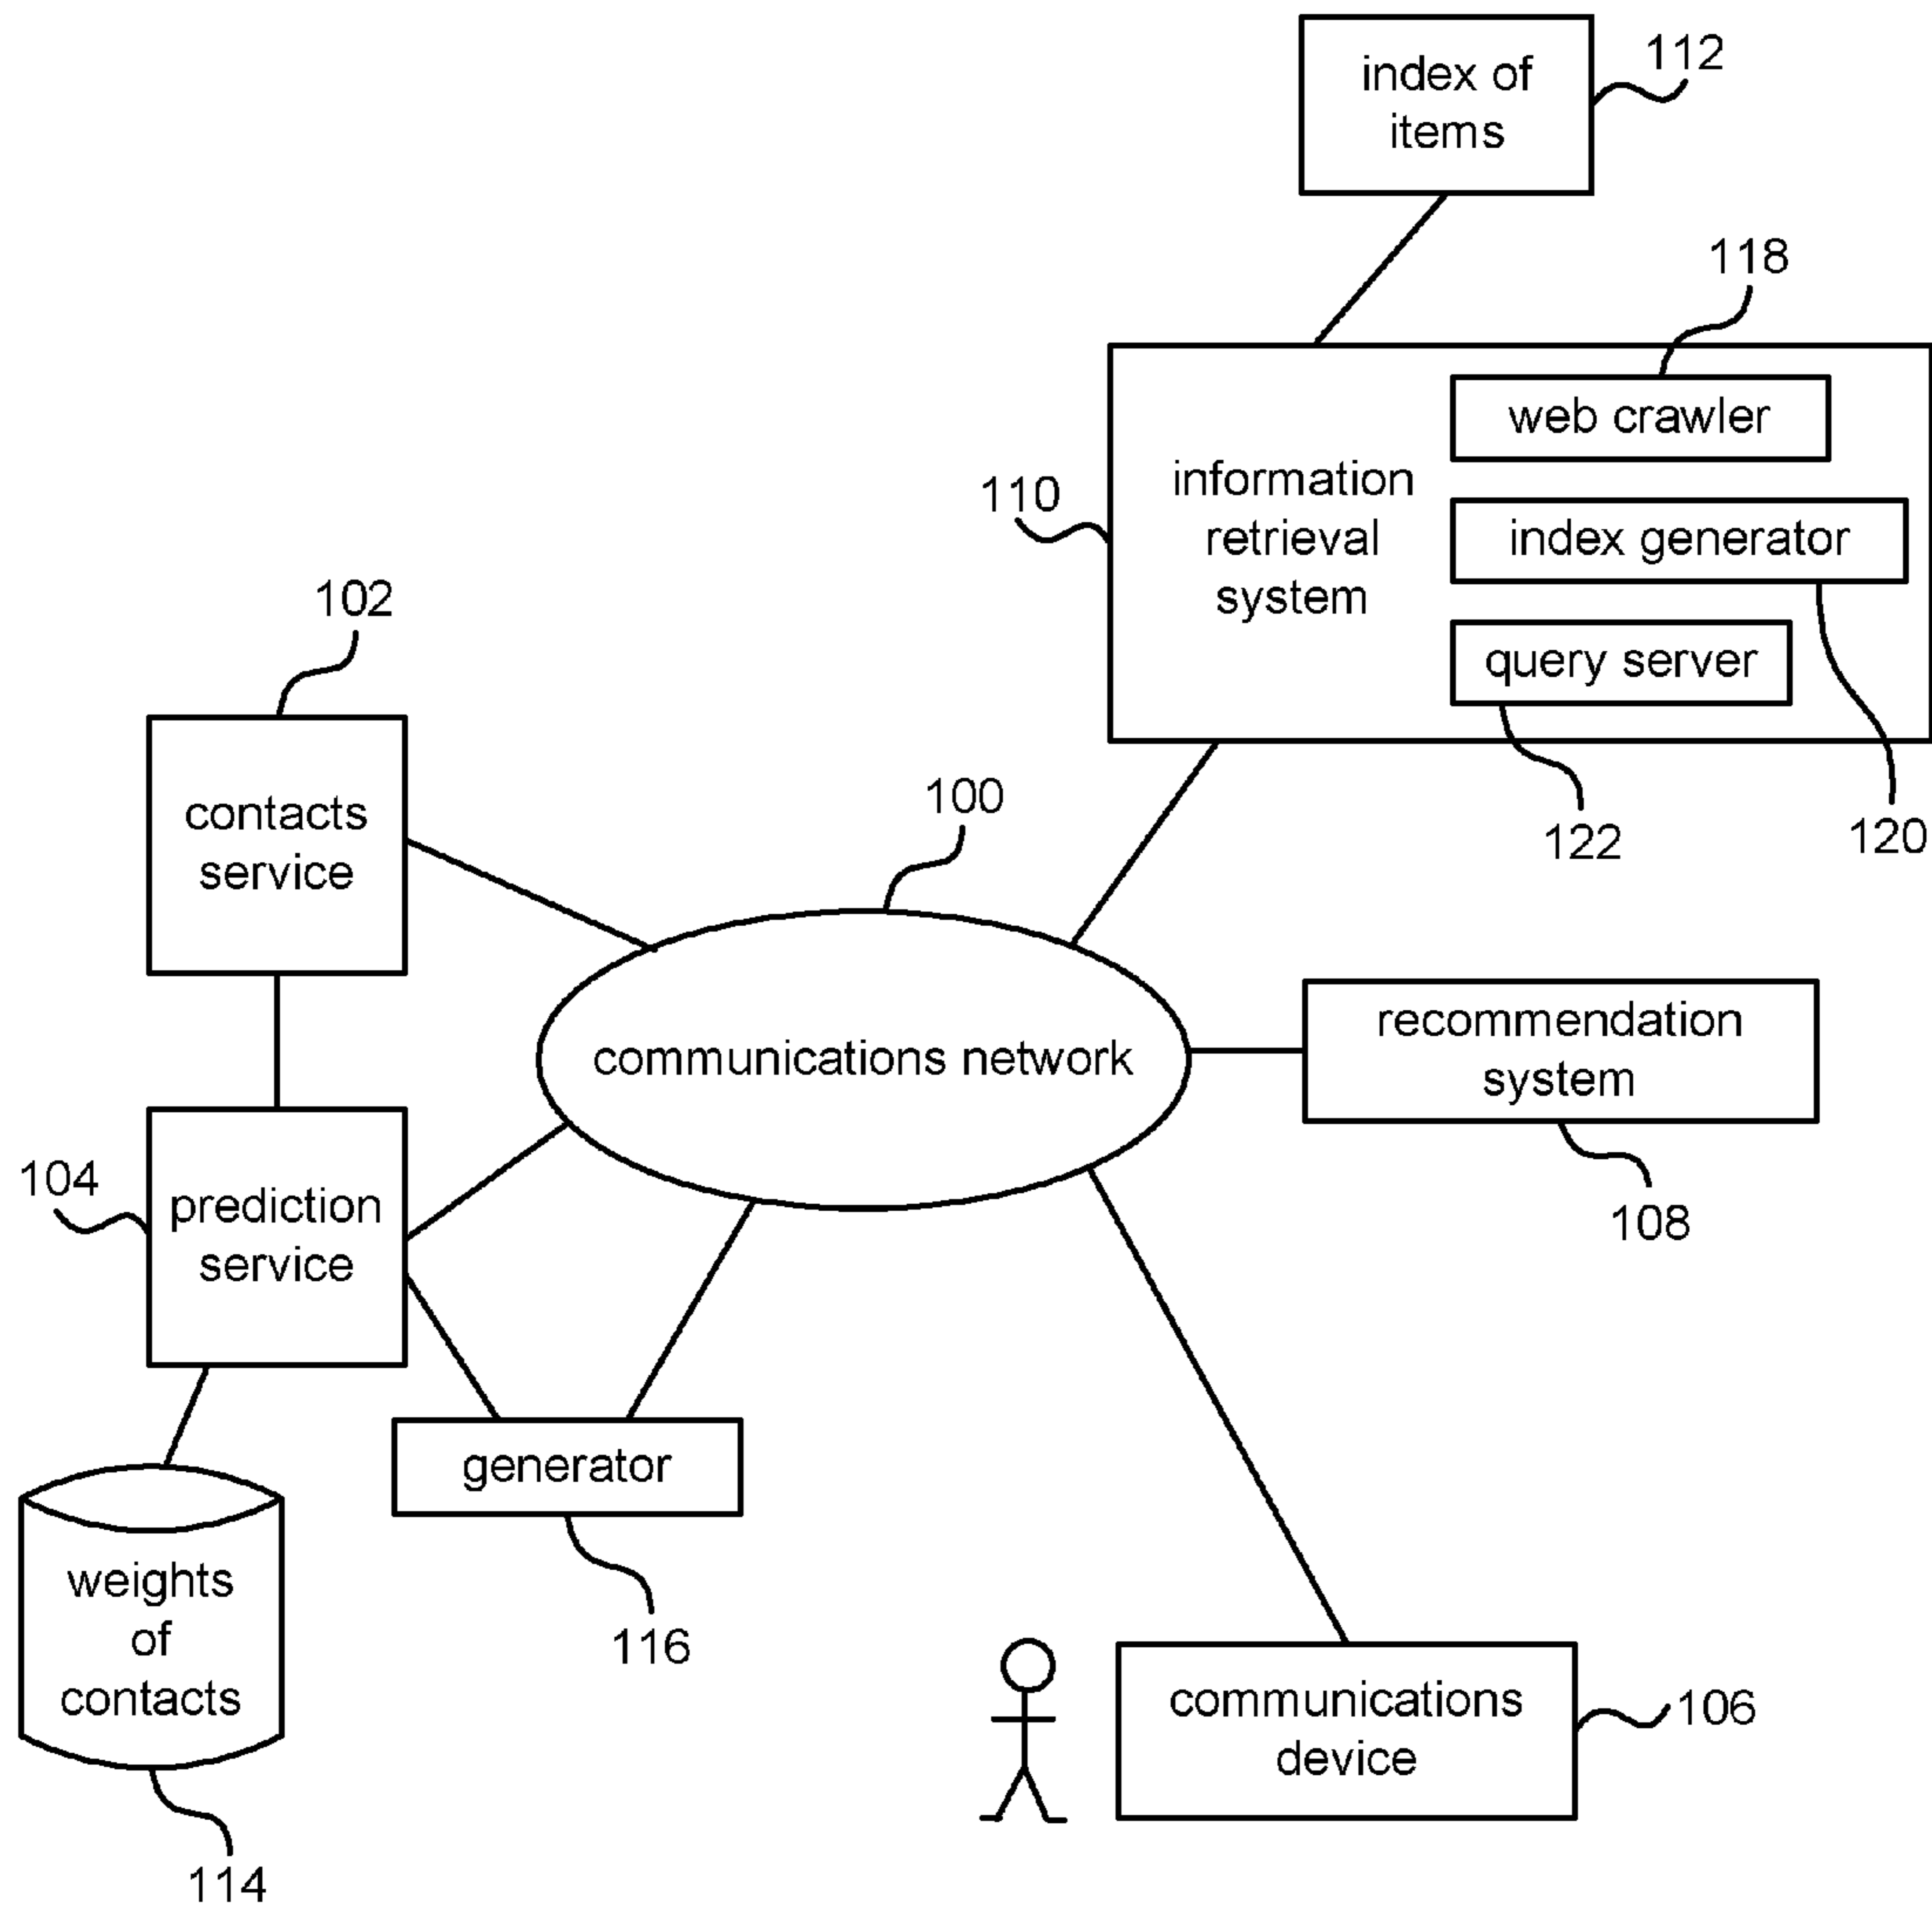 index of
items
112
118
web crawler
110
information
retrieval
system
index generator
query server
122
120
102
contacts
service
100
communications network
recommendation
system
108
104
prediction
service
generator
116
weights
of
contacts
114
communications
device
106